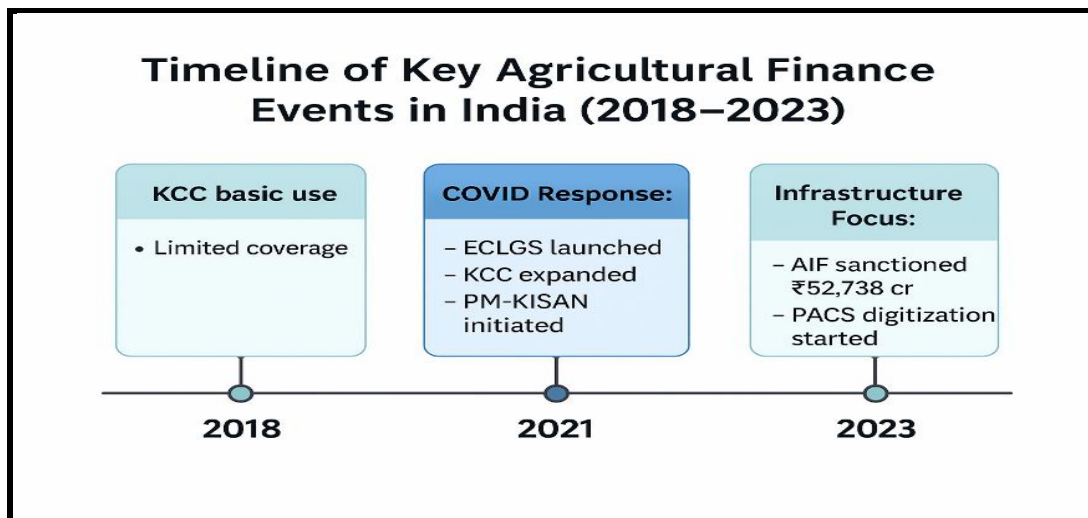 Timeline of Key Agricultural Finance
Events in India (2018–2023)
KCC basic use
• Limited coverage
COVID Response:
– ECLGS launched
– KCC expanded
– PM-KISAN
initiated
Infrastructure
Focus:
– AIF sanctioned
₹52,738 cr
– PACS digitization
started
2018
2021
2023